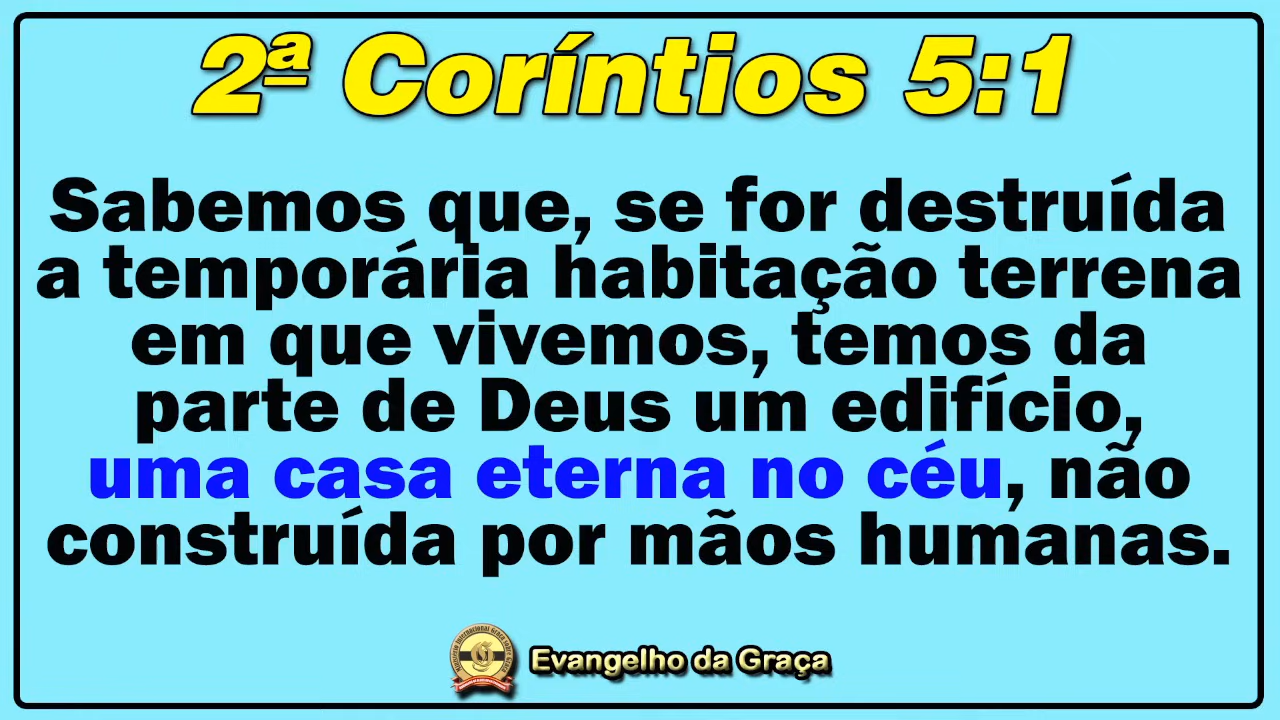 2ª Coríntios 5:1
Sabemos que, se for destruída
a temporária habitação terrena
em que vivemos, temos da
parte de Deus um edifício,
uma casa eterna no céu, não
construída por mãos humanas.
Evangelho da Graça